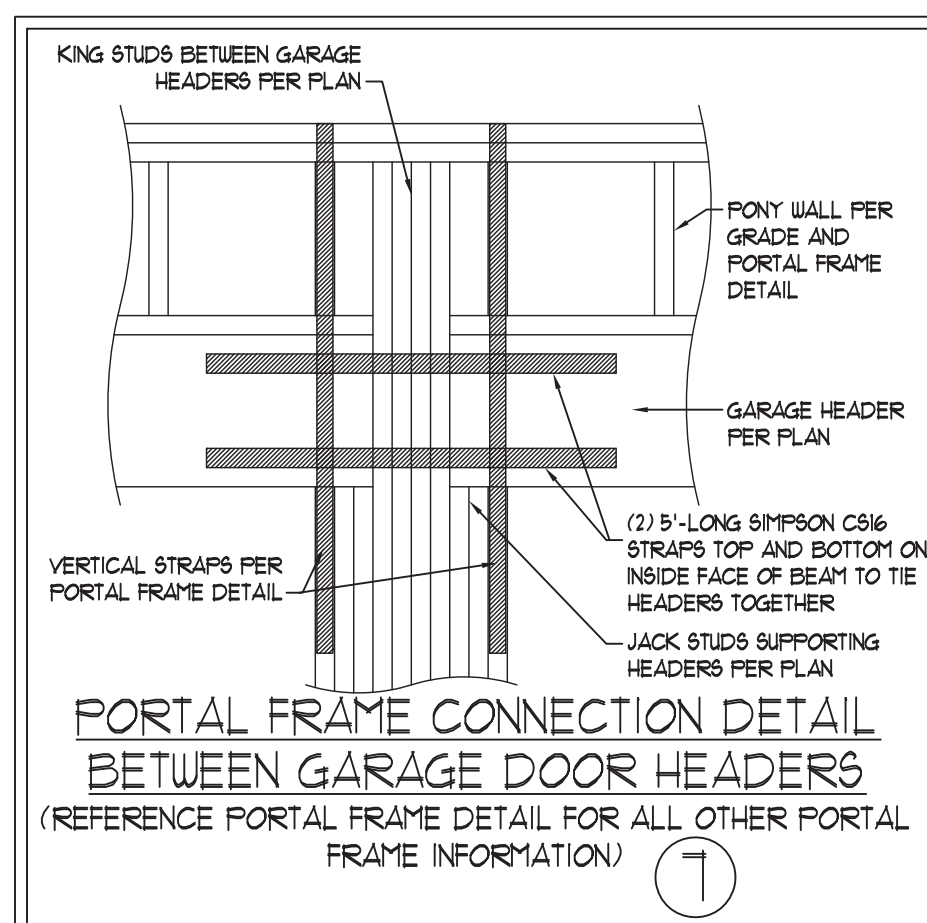 KING STUDS BETWEEN GARAGE
HEADERS PER PLAN
PONY WALL PER
GRADE AND
PORTAL FRAME
DETAIL
GARAGE HEADER
PER PLAN
(2) 5'-LONG SIMPSON CS16
STRAPS TOP AND BOTTOM ON
INSIDE FACE OF BEAM TO TIE
HEADERS TOGETHER
VERTICAL STRAPS PER
PORTAL FRAME DETAIL
JACK STUDS SUPPORTING
HEADERS PER PLAN
PORTAL FRAME CONNECTION DETAIL
BETWEEN GARAGE DOOR HEADERS
(REFERENCE PORTAL FRAME DETAIL FOR ALL OTHER PORTAL
FRAME INFORMATION)
7